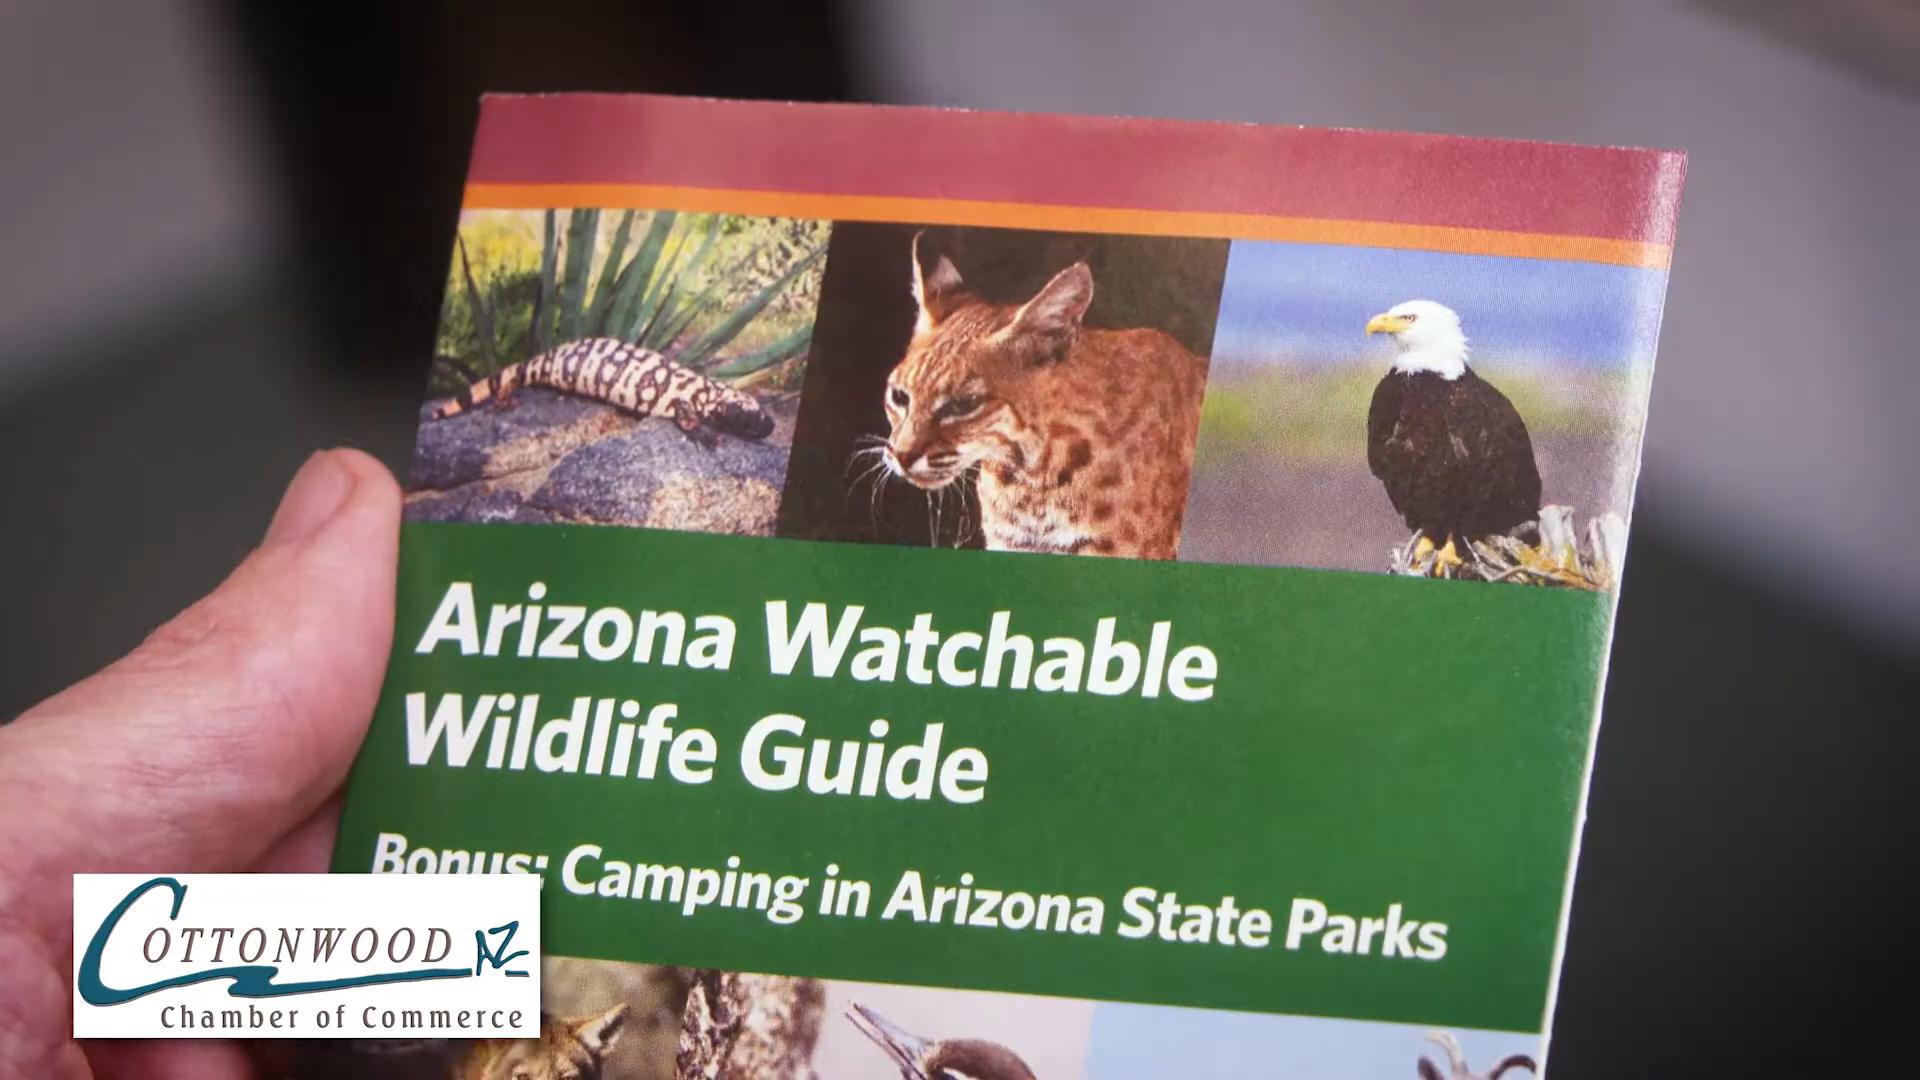 Arizona Watchable
Wildlife Guide
Bonus: Camping in Arizona State Parks
COTTONWOOD AZ
Chamber of Commerce